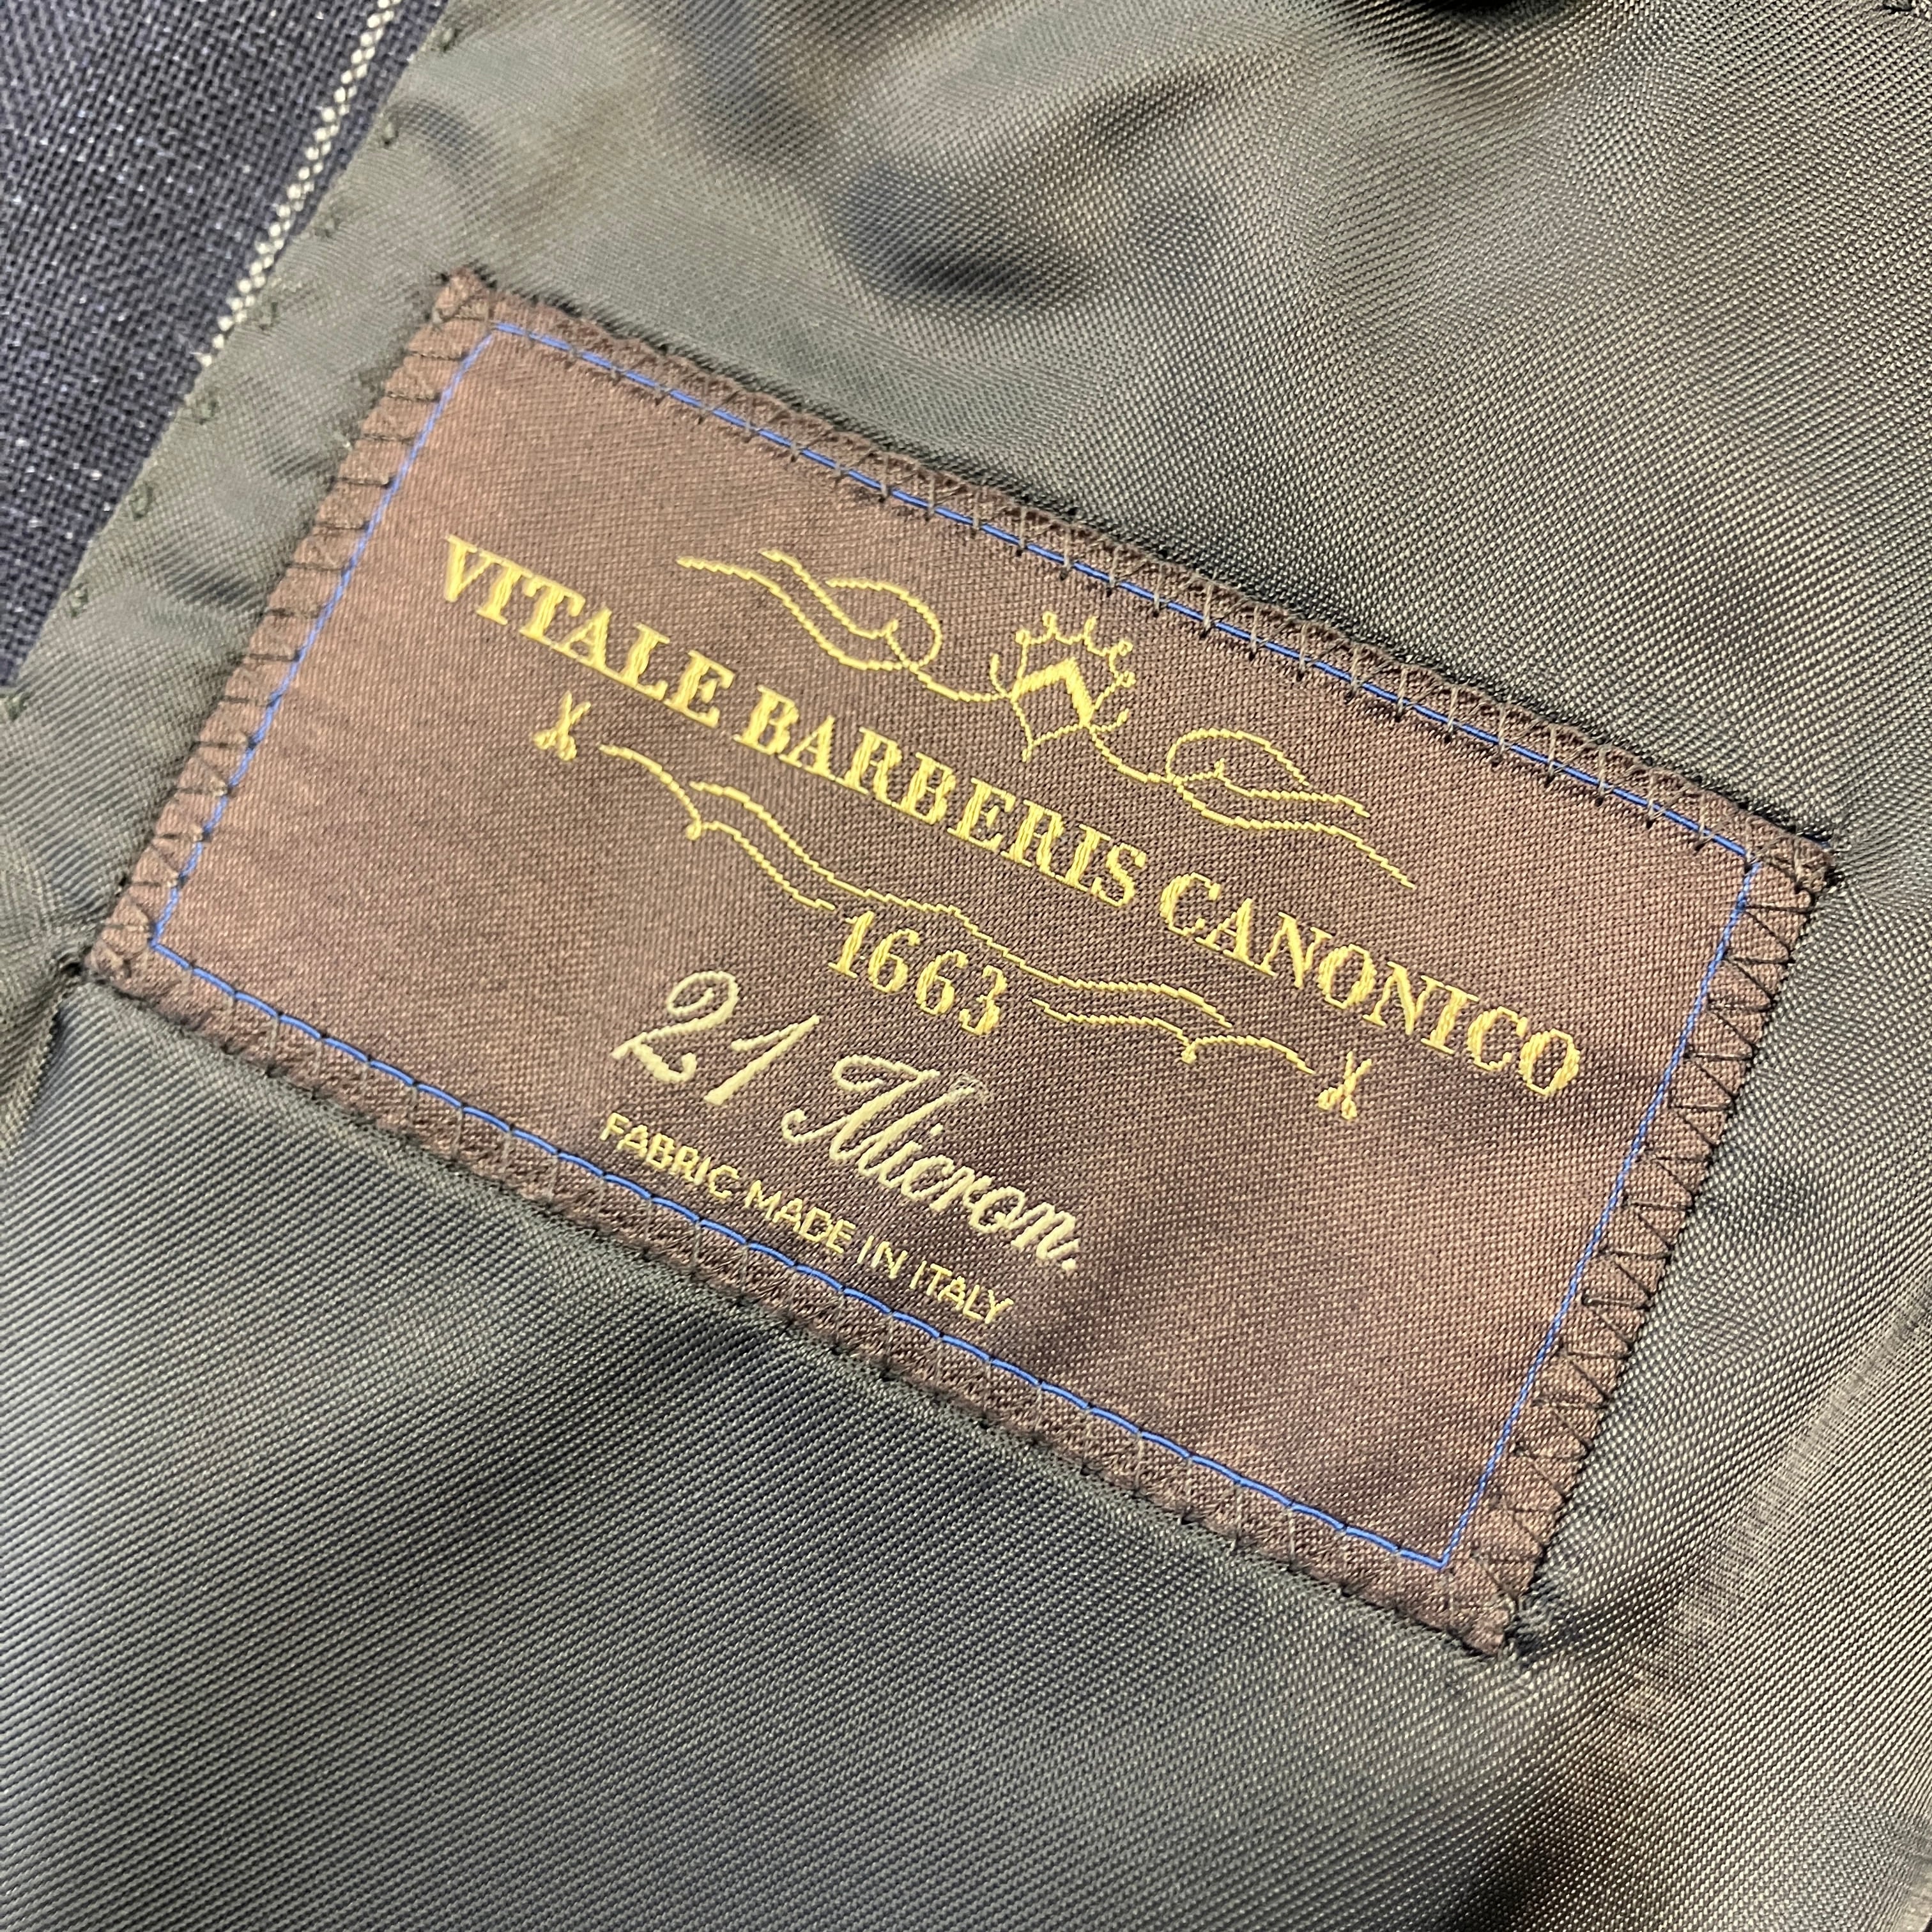 VITALE BARBERIS CANONICO
1663
21 Micron.
FABRIC MADE IN ITALY